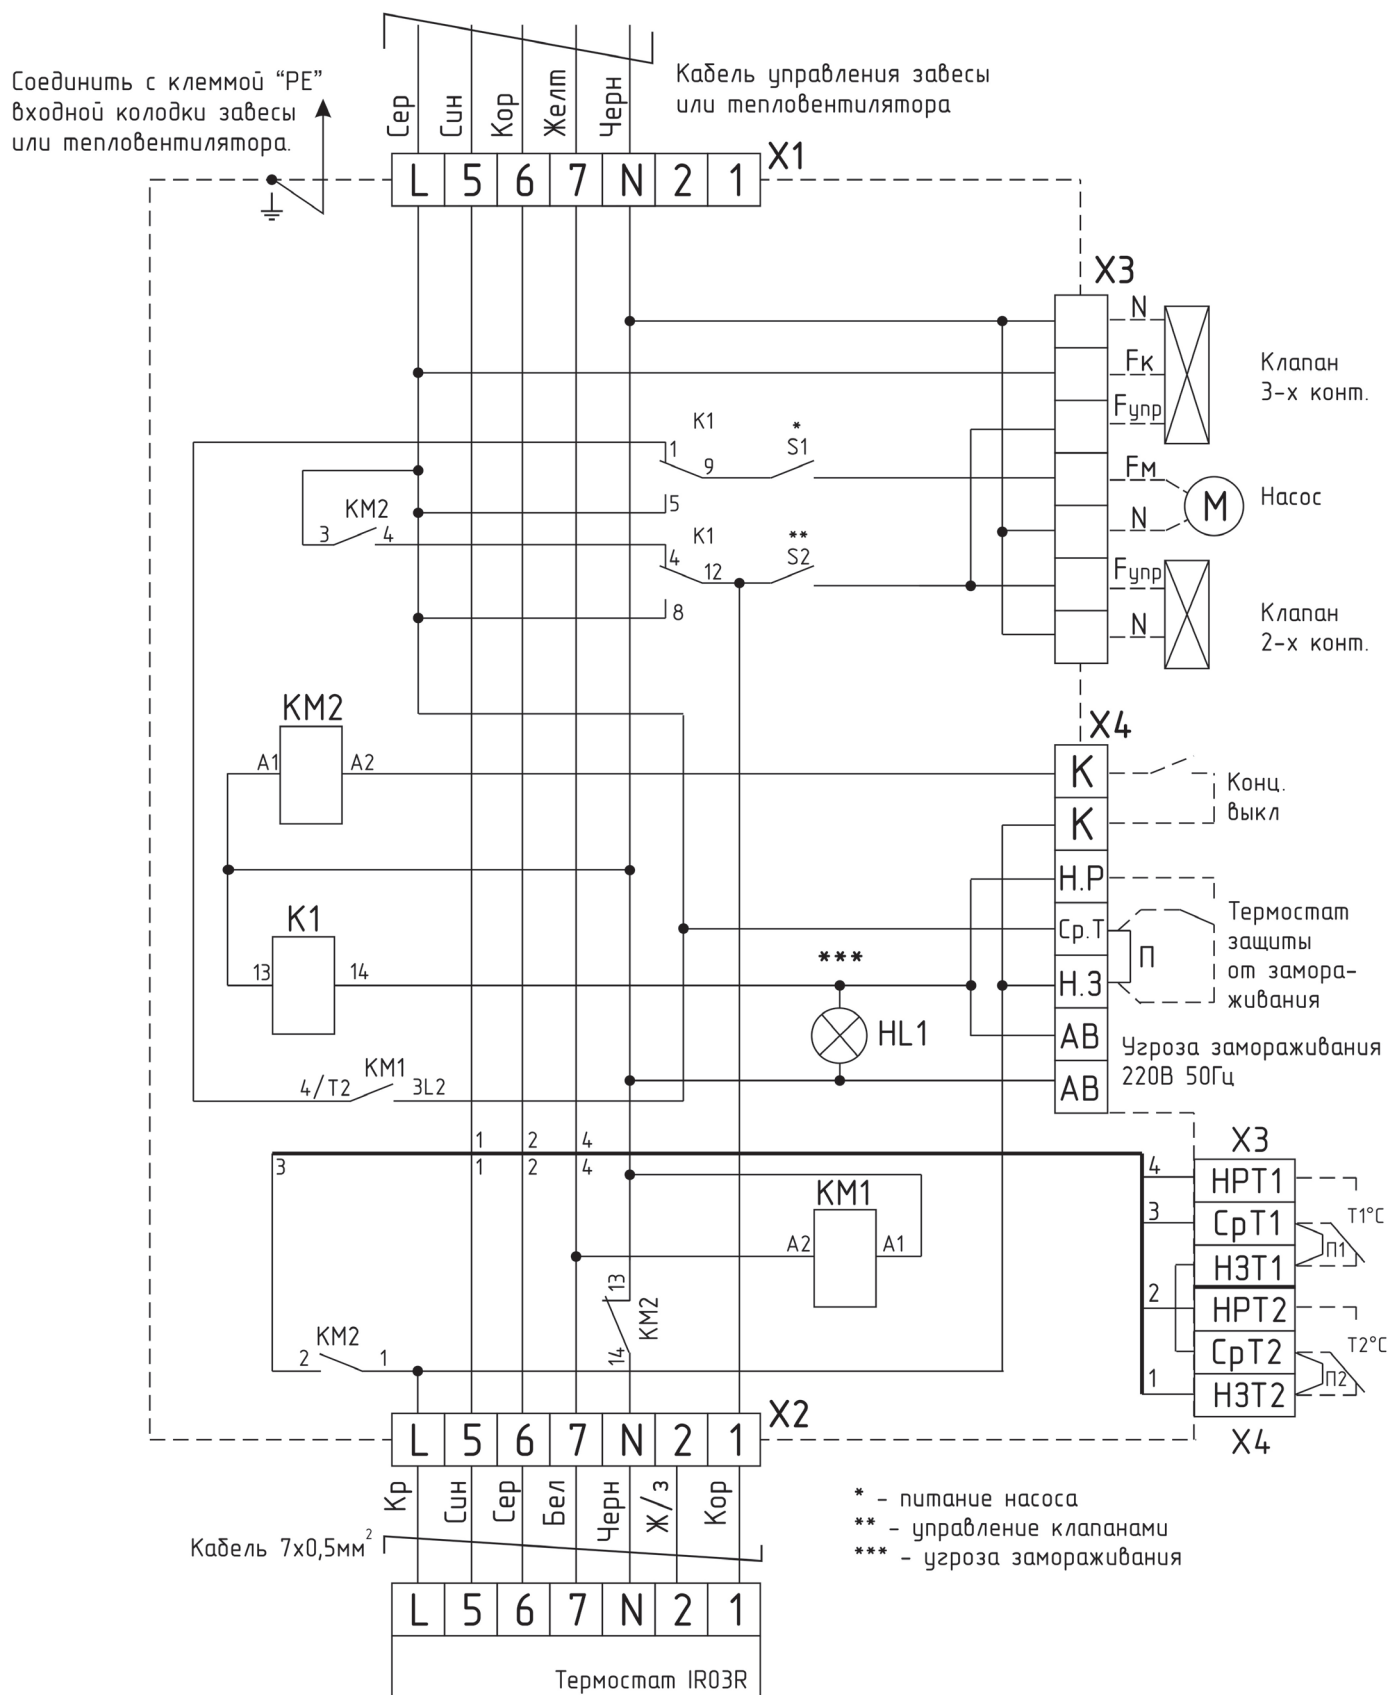 Соединить с клеммой “PE”
входной колодки завесы
или тепловентилятора.
Кабель управления завесы
или тепловентилятора
Сер
Син
Кор
Желт
Черн
L 5 6 7 N 2 1
X1
X3
N
Fк
Fупр
Fм
N
Fупр
N
Клапан
3-х конт.
М
Насос
Клапан
2-х конт.
K1
1
9
*
S1
5
KM2
3
4
K1
4
12
**
S2
8
KM2
A1
A2
X4
К
К
Н.Р
Ср.Т
Н.З
АВ
АВ
Конц.
выкл
Термостат
защиты
от замора-
живания
П
Угроза замораживания
220В 50Гц
K1
13
14
***
HL1
KM1
4/T2
3L2
1 2 4
3 1 2 4
KM1
A2
A1
13
KM2
14
KM2
2
1
X3
4
НРТ1
3
СрТ1
НЗТ1
2
НРТ2
СрТ2
1
НЗТ2
T1°C
П1
T2°C
П2
X4
L 5 6 7 N 2 1
X2
Кр
Син
Сер
Бел
Черн
Ж/з
Кор
Кабель 7х0,5мм²
* – питание насоса
** – управление клапанами
*** – угроза замораживания
L 5 6 7 N 2 1
Термостат IR03R